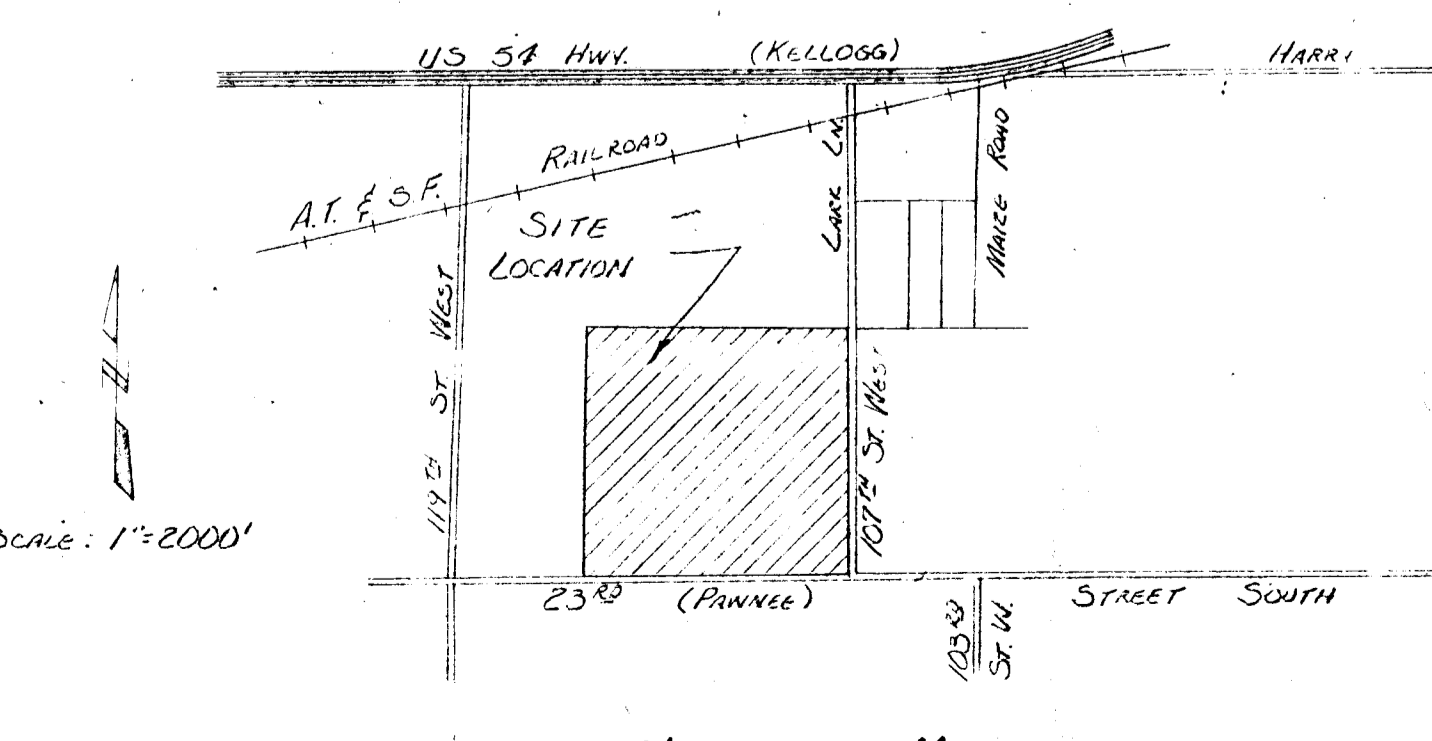 US 54 HWY. (KELLOGG)
A.T. & S.F. RAILROAD
LARK LN.
MAIZE ROAD
SITE
LOCATION
119TH ST. WEST
107TH ST. WEST
N
SCALE: 1"=2000'
23RD (PAWNEE) STREET SOUTH
103RD
ST. W.